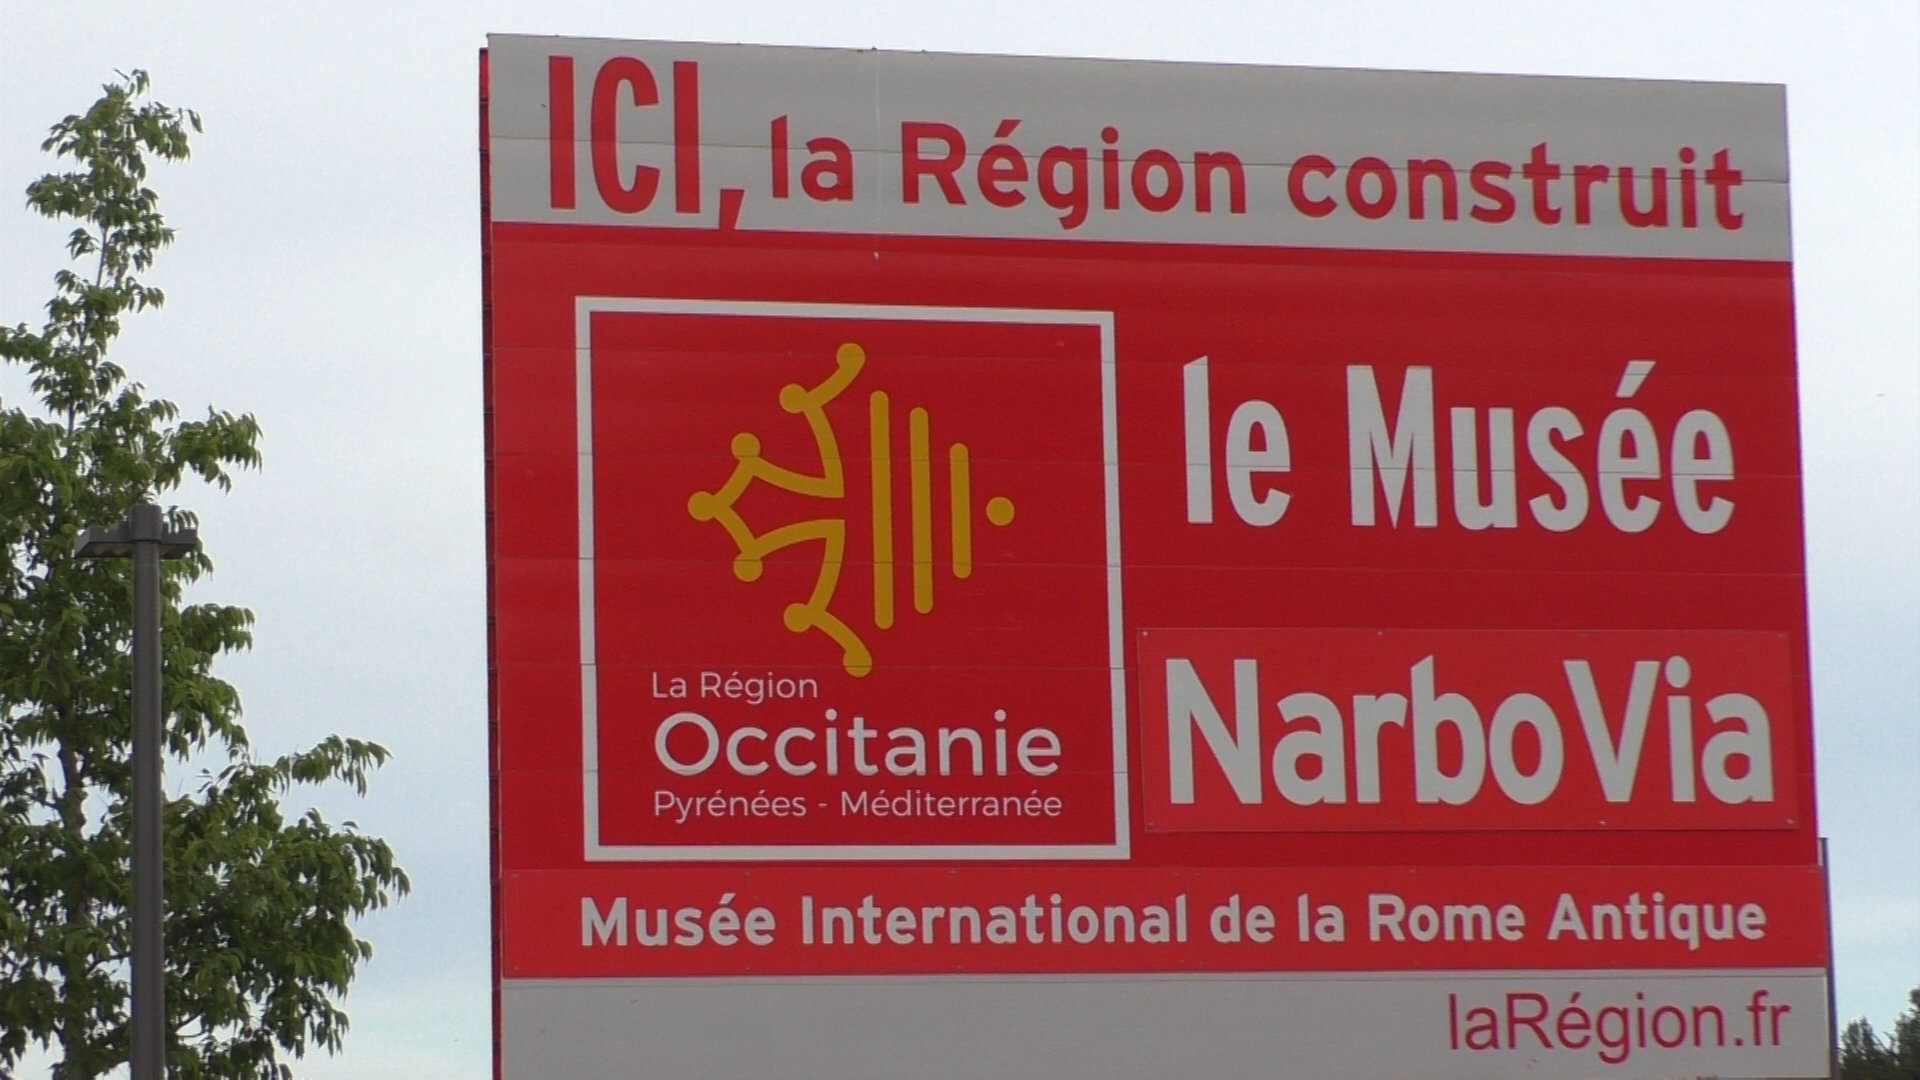 ICI, la Région construit
le Musée
NarboVia
La Région
Occitanie
Pyrénées - Méditerranée
Musée International de la Rome Antique
laRégion.fr